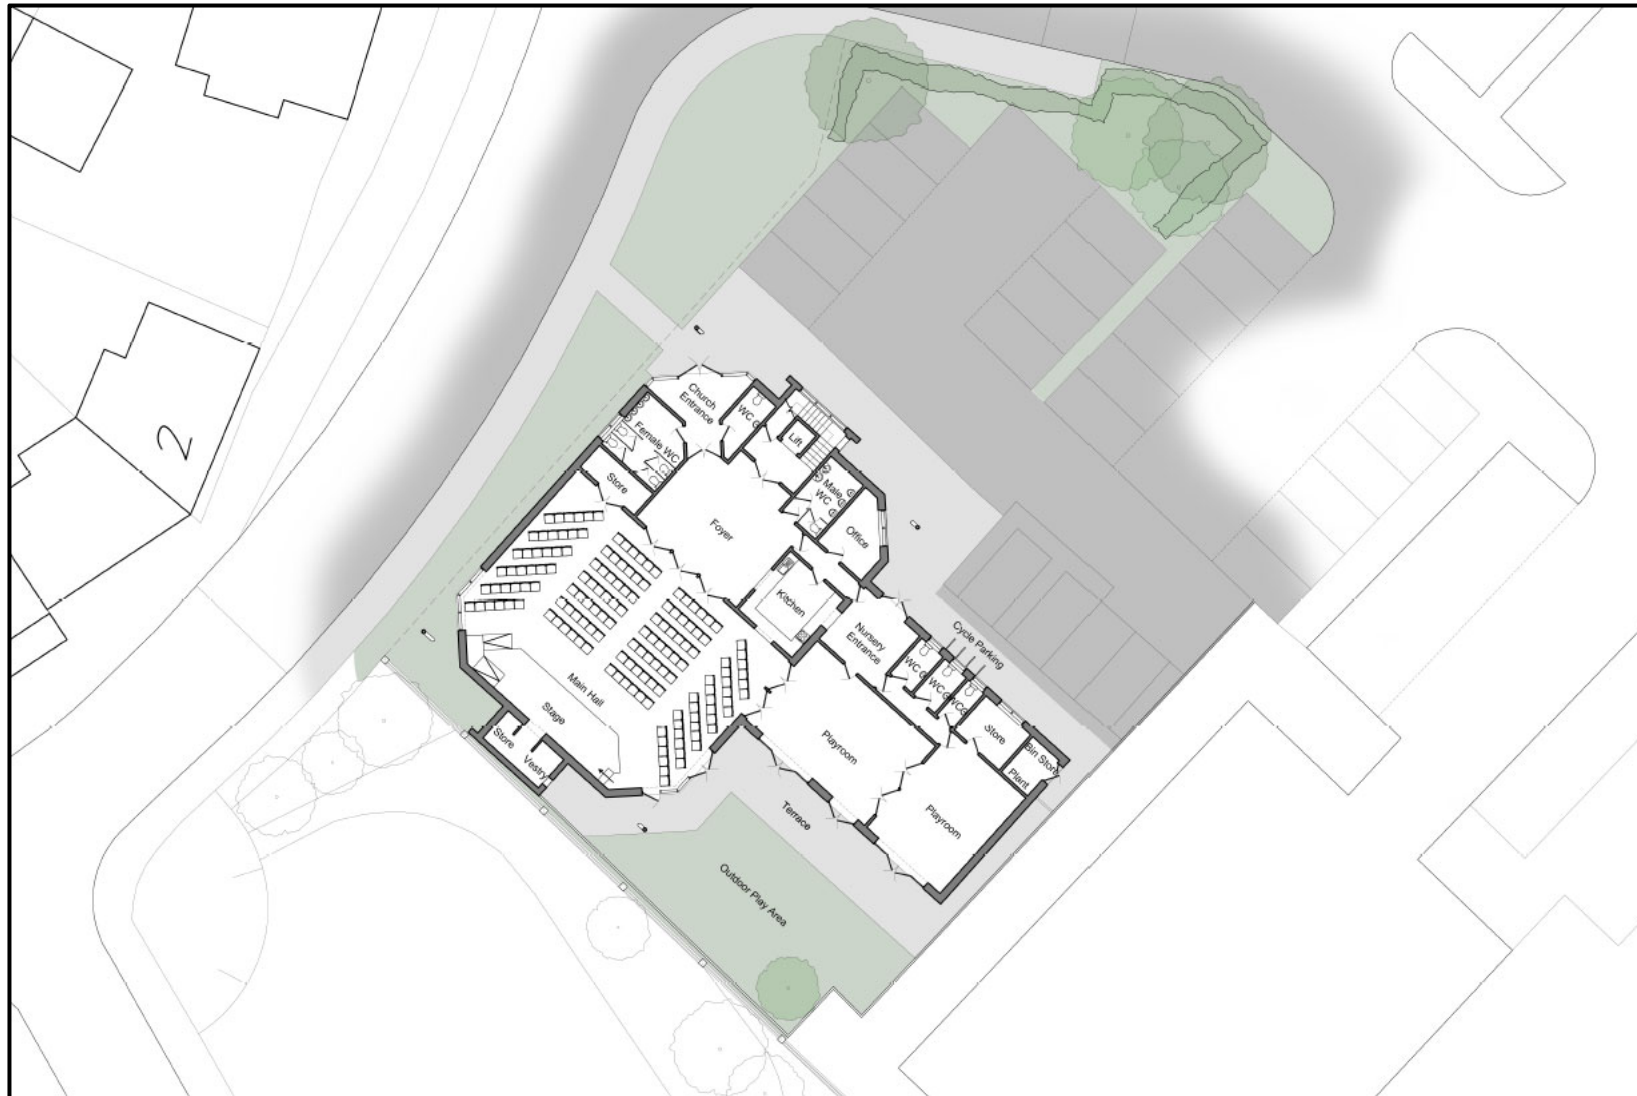 2
Church
Entrance
WC
Lift
Female WC
Male
WC
Store
Foyer
Office
Kitchen
Nursery
Entrance
Cycle Parking
WC
WC
WC
Store
Bin Store
Plant
Main Hall
Stage
Store
Vestry
Playroom
Playroom
Terrace
Outdoor Play Area